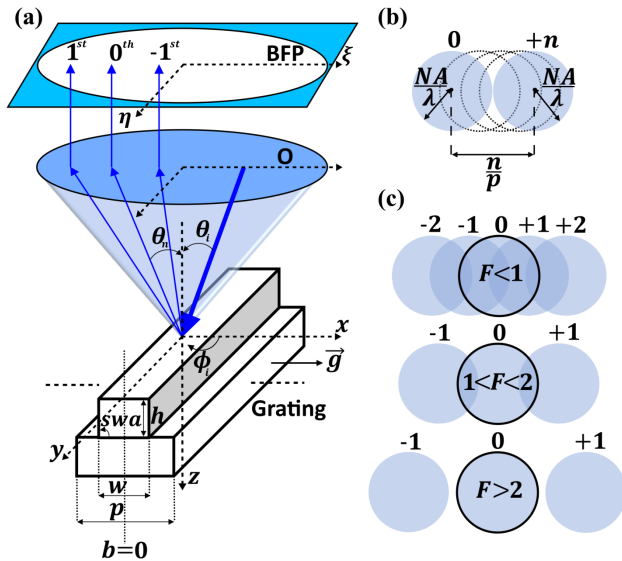 (a)
1st 0th -1st
BFP
ξ
η
O
θn θi
x
ϕi
g
Grating
swa h
y
z
w
p
b=0
(b)
0 +n
NA/λ NA/λ
n/p
(c)
-2 -1 0 +1 +2
F<1
-1 0 +1
1<F<2
-1 0 +1
F>2